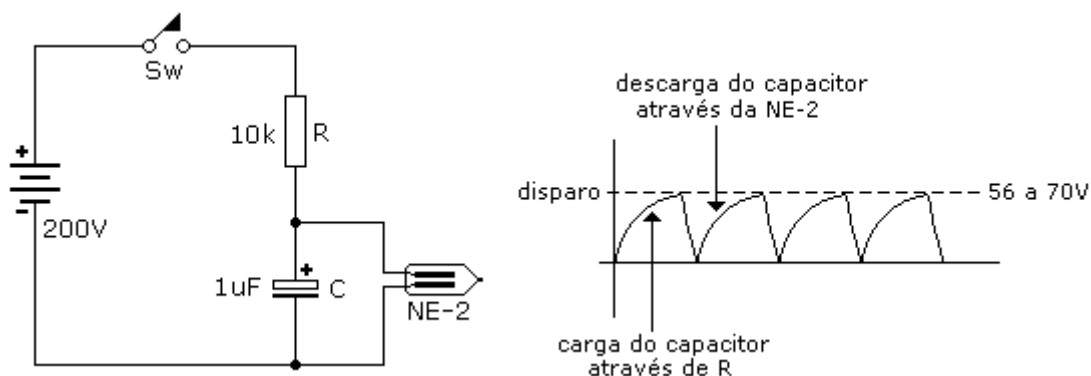 Sw
10k
R
+
-
200V
+
1uF
C
NE-2
descarga do capacitor
através da NE-2
disparo
56 a 70V
carga do capacitor
através de R